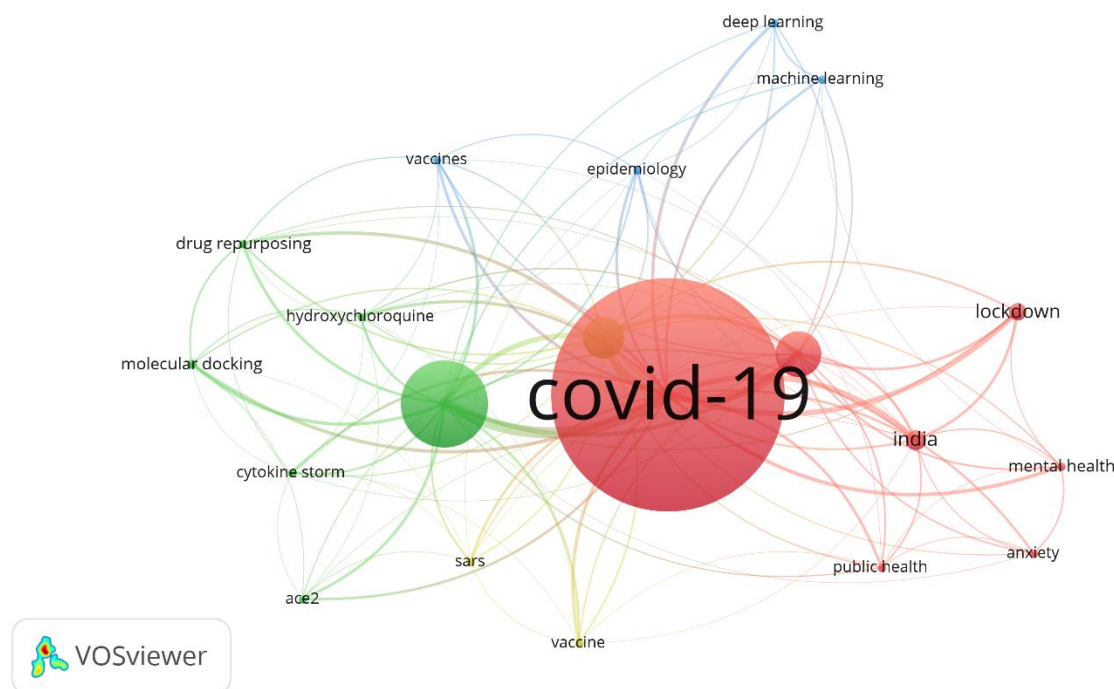 deep learning
machine learning
vaccines
epidemiology
drug repurposing
hydroxychloroquine
lockdown
molecular docking
covid-19
india
cytokine storm
mental health
sars
anxiety
public health
ace2
vaccine
VOSviewer